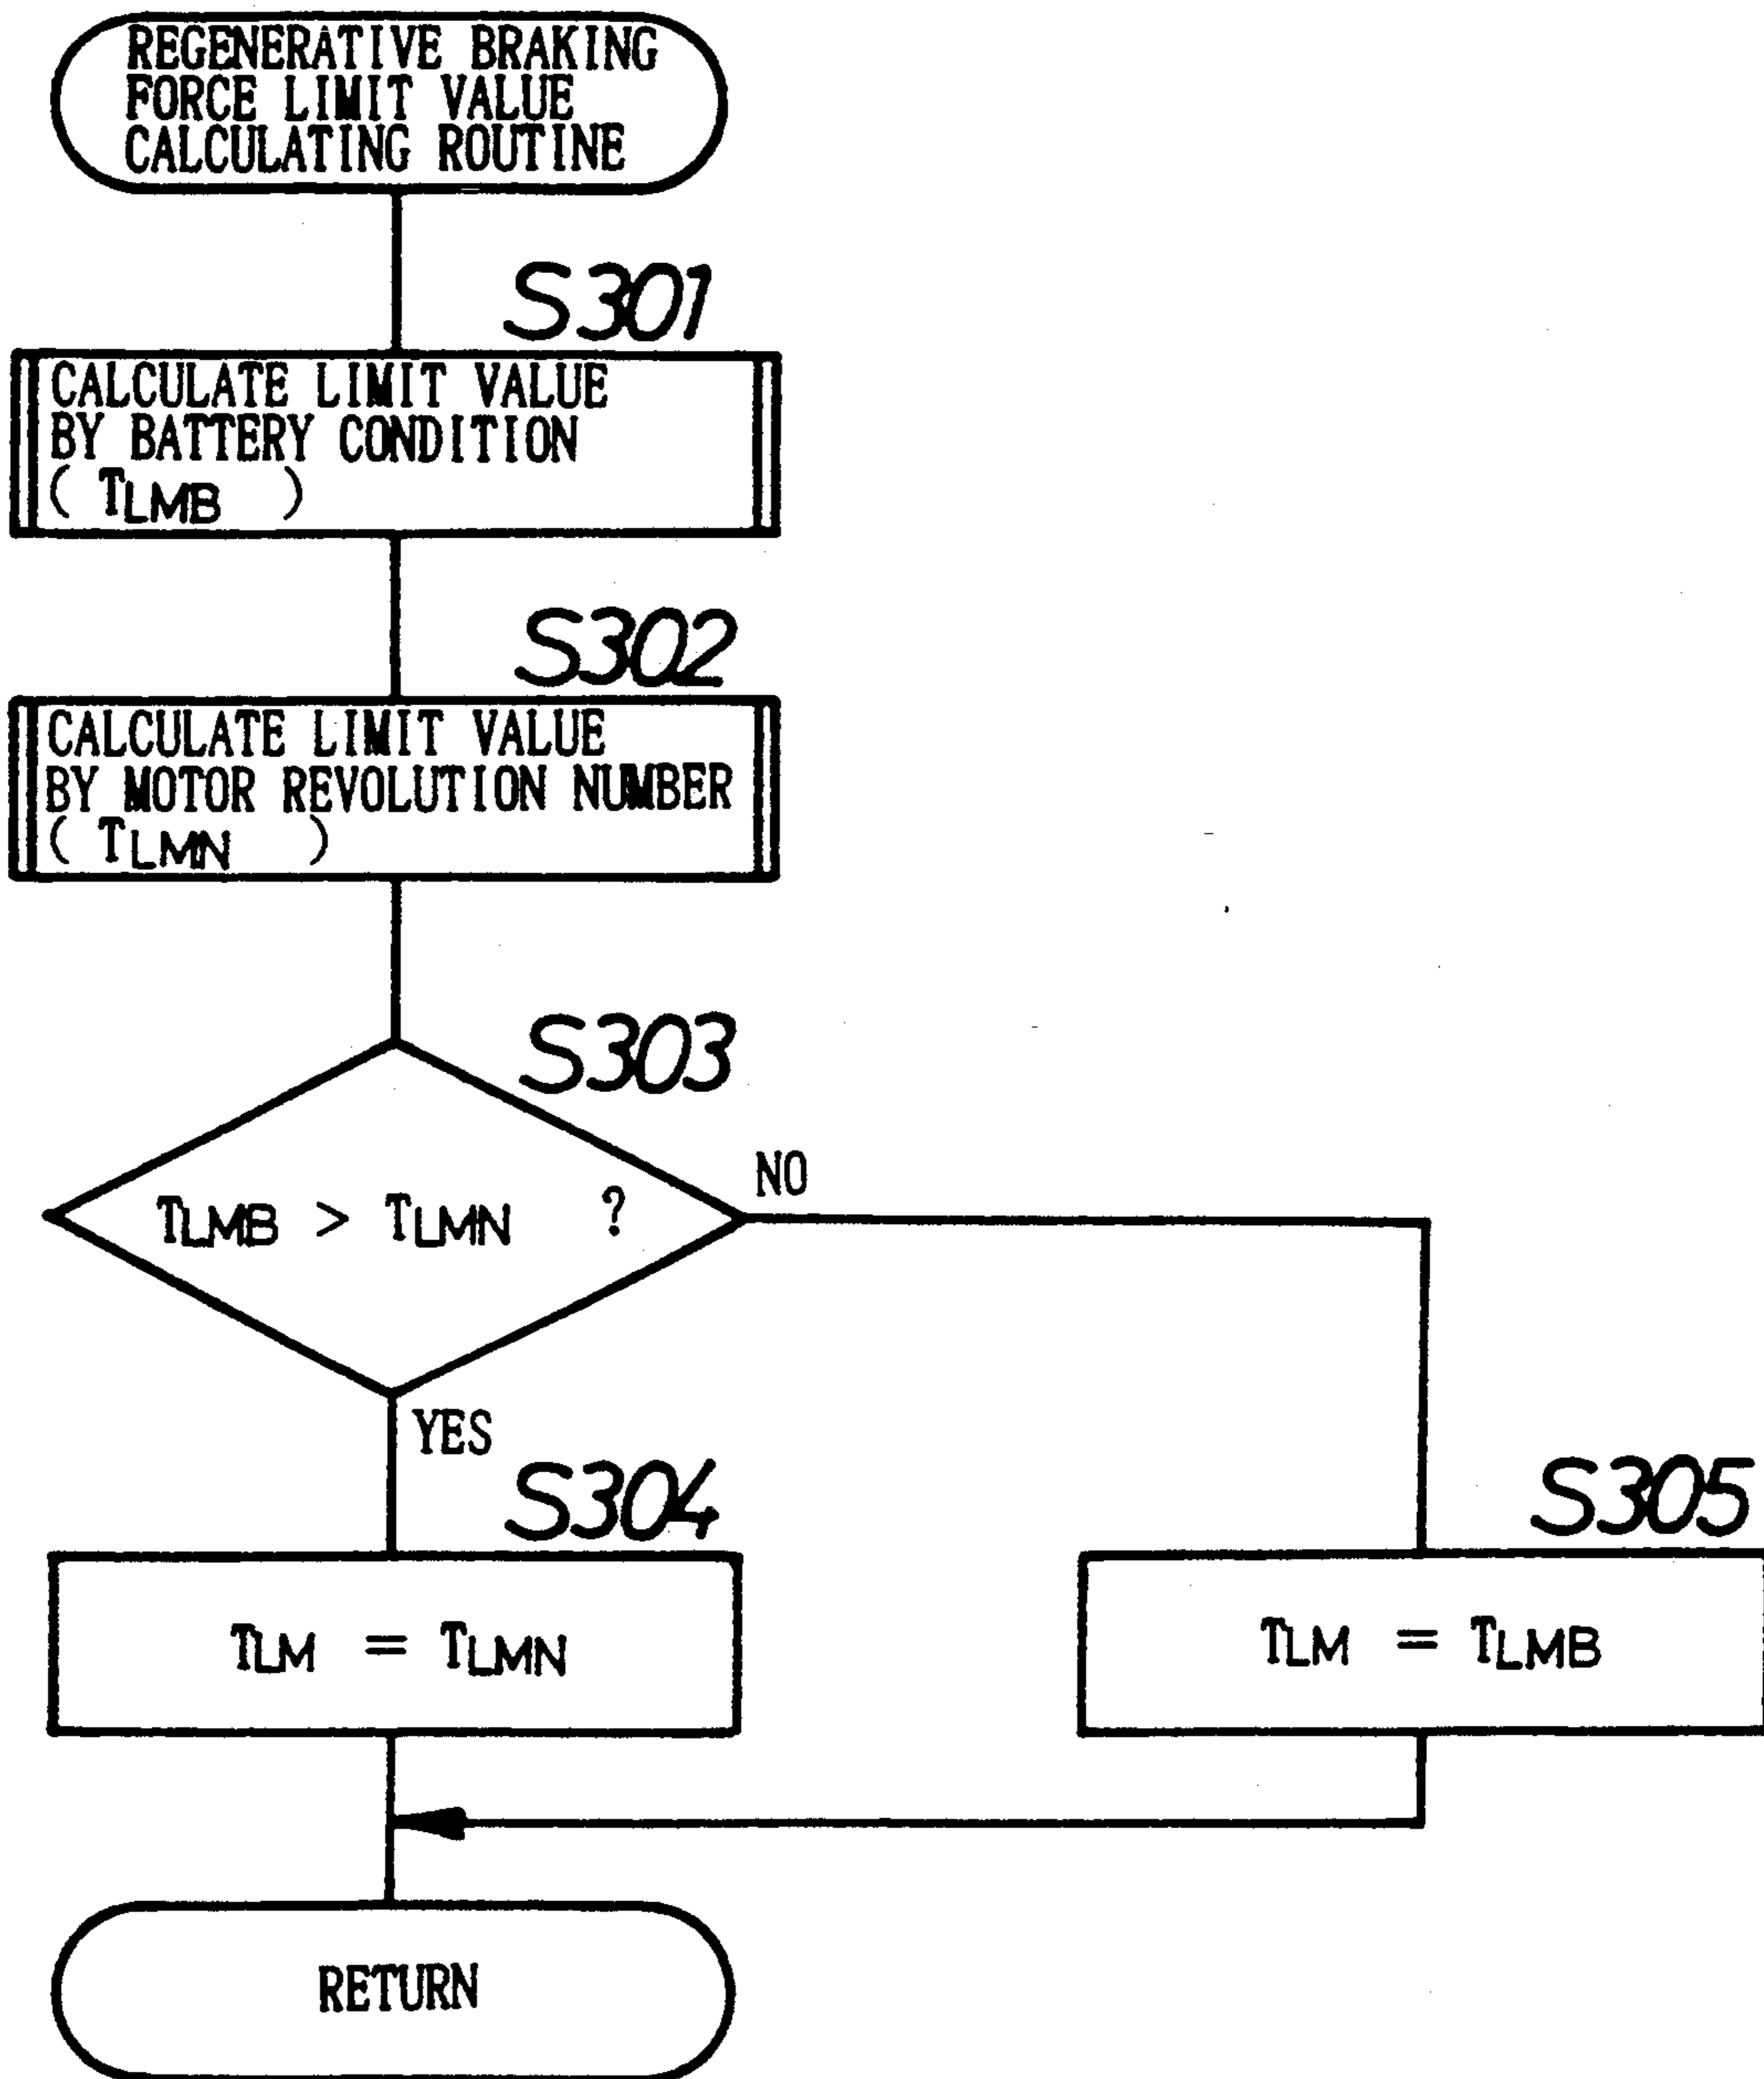 REGENERATIVE BRAKING
FORCE LIMIT VALUE
CALCULATING ROUTINE
S301
CALCULATE LIMIT VALUE
BY BATTERY CONDITION
( TLMB )
S302
CALCULATE LIMIT VALUE
BY MOTOR REVOLUTION NUMBER
( TLMN )
S303
TLMB > TLMN ?
NO
YES
S304
TLM = TLMN
S305
TLM = TLMB
RETURN